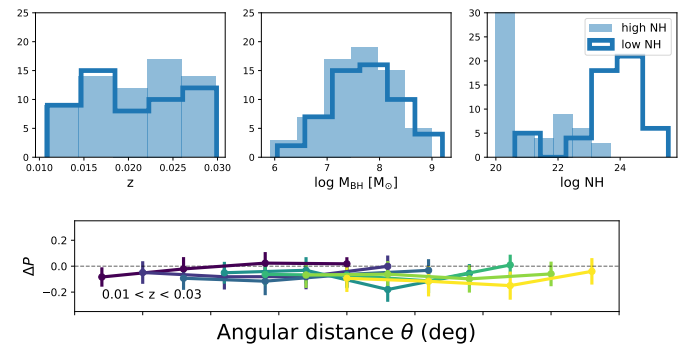 25
20
15
10
5
0
0.010 0.015 0.020 0.025 0.030
z
25
20
15
10
5
0
6 7 8 9
log M_BH [M_⊙]
30
25
20
15
10
5
0
20 22 24
log NH
high NH
low NH
0.2
0.0
−0.2
ΔP
0.01 < z < 0.03
Angular distance θ (deg)